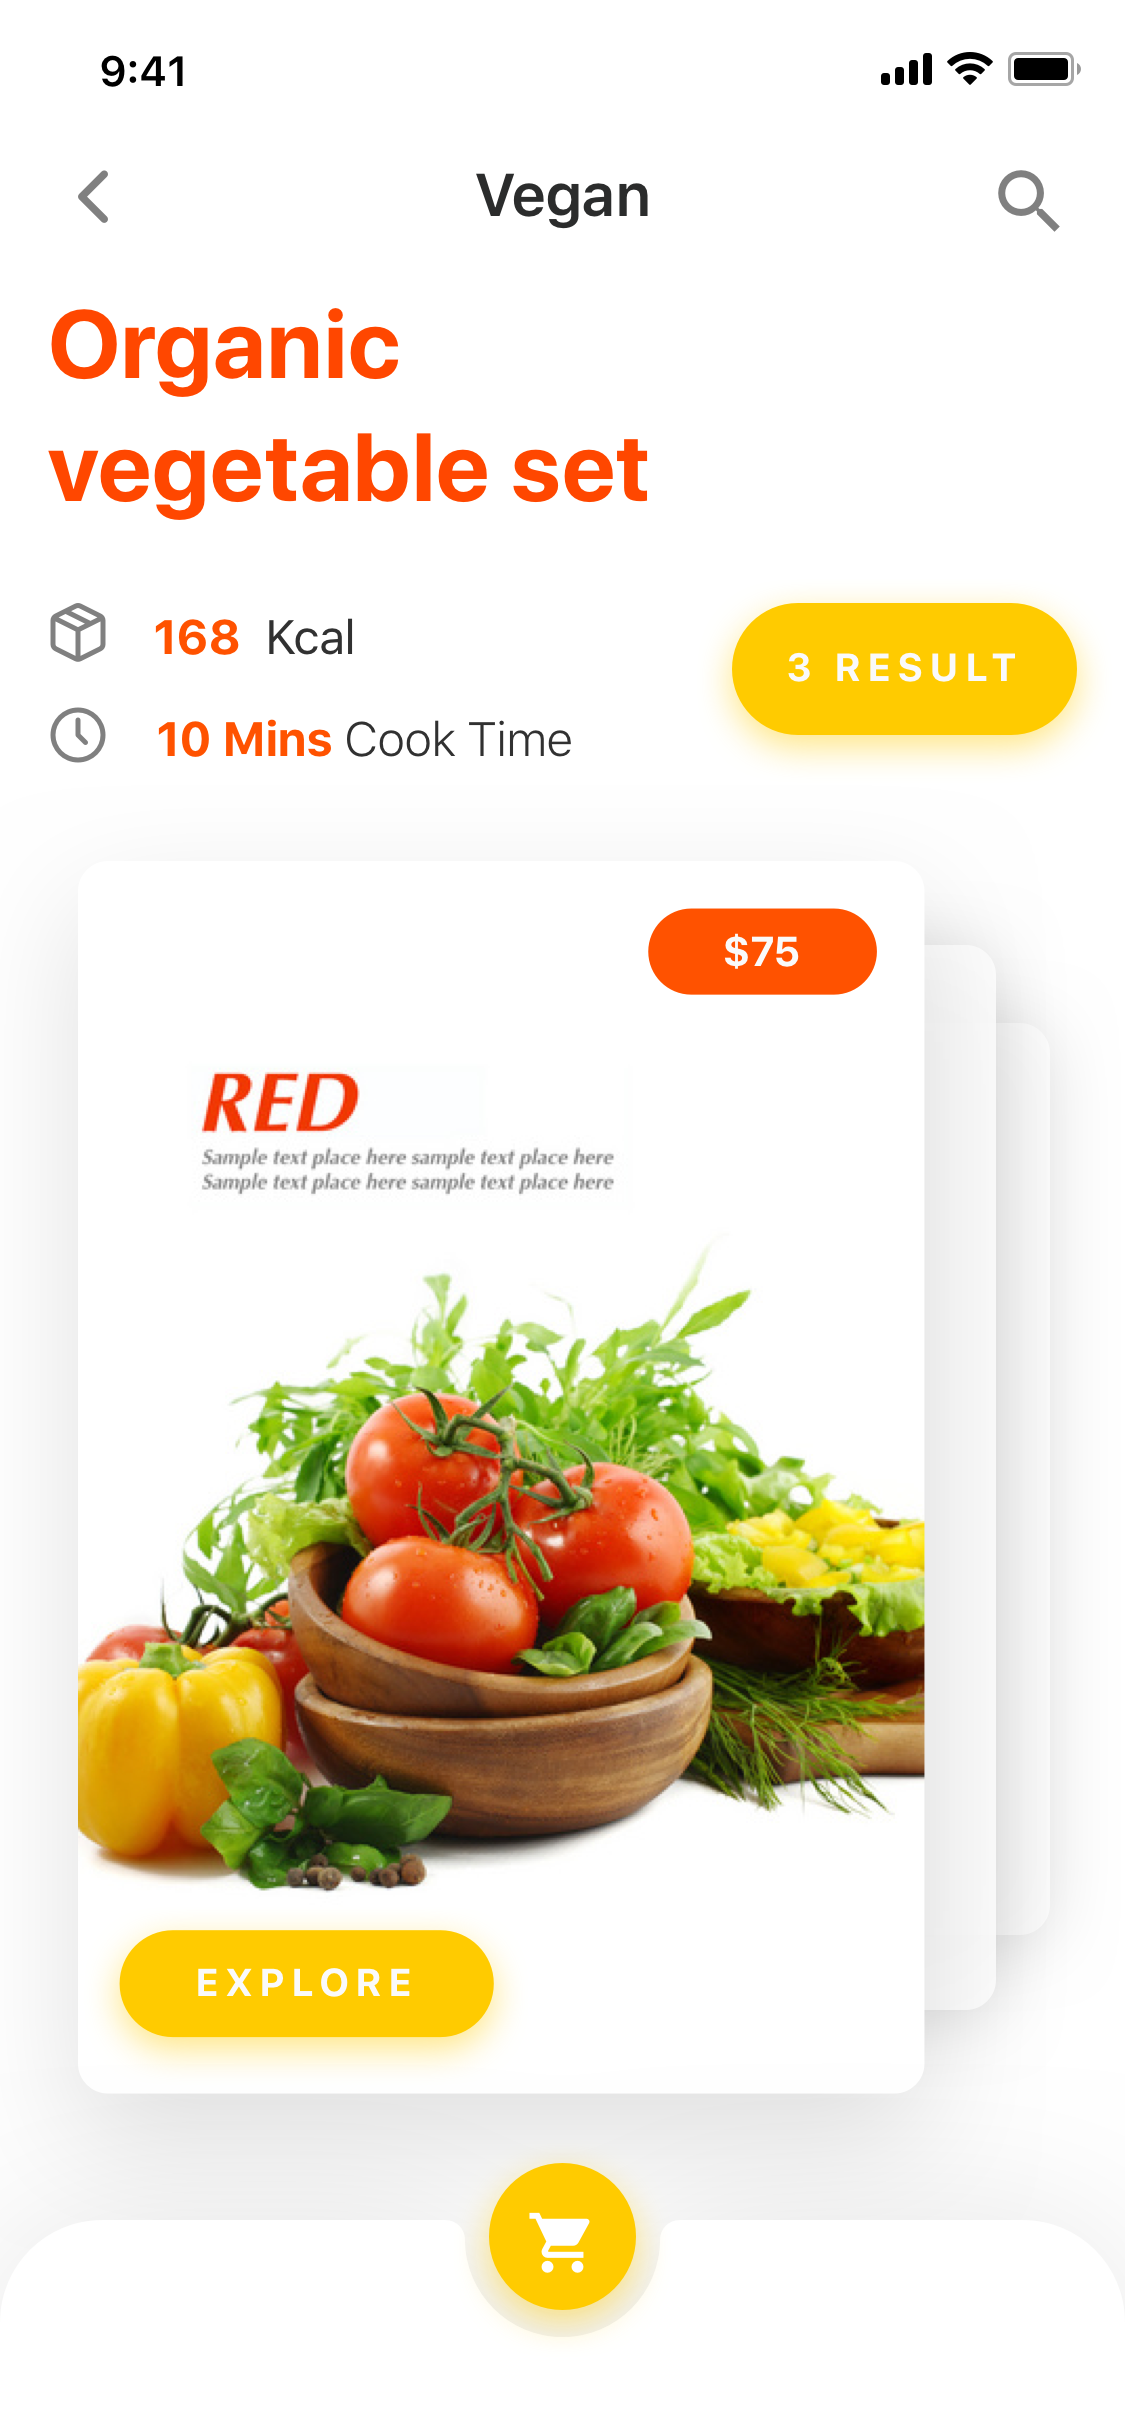 9:41
Vegan
Organic
vegetable set
168 Kcal
10 Mins Cook Time
3 RESULT
$75
RED
Sample text place here sample text place here
Sample text place here sample text place here
EXPLORE